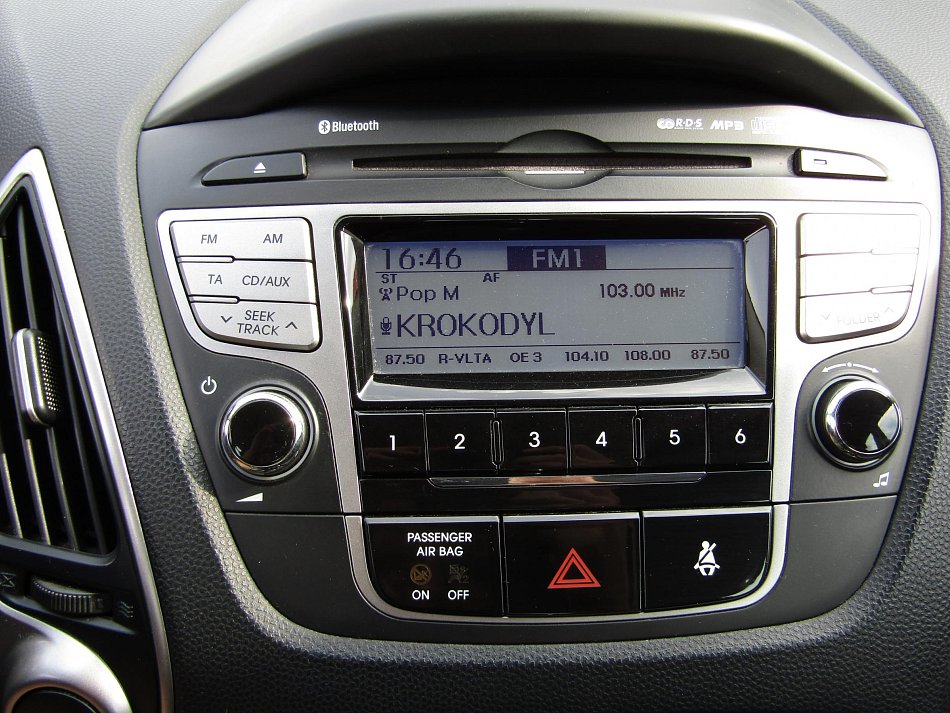 Bluetooth
R·D·S MP3
FM AM
TA CD/AUX
SEEK
TRACK
FOLDER
16:46 FM1
ST AF
Pop M 103.00 MHz
KROKODYL
87.50 R-VLTA OE 3 104.10 108.00 87.50
1 2 3 4 5 6
PASSENGER
AIR BAG
ON OFF